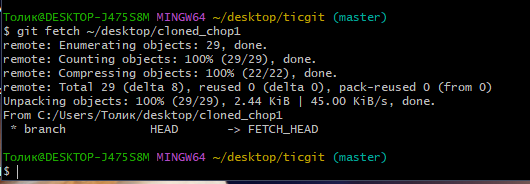 Толик@DESKTOP-J475S8M MINGW64 ~/desktop/ticgit (master)
$ git fetch ~/desktop/cloned_chop1
remote: Enumerating objects: 29, done.
remote: Counting objects: 100% (29/29), done.
remote: Compressing objects: 100% (22/22), done.
remote: Total 29 (delta 8), reused 0 (delta 0), pack-reused 0 (from 0)
Unpacking objects: 100% (29/29), 2.44 KiB | 45.00 KiB/s, done.
From C:/Users/Толик/desktop/cloned_chop1
 * branch            HEAD       -> FETCH_HEAD
Толик@DESKTOP-J475S8M MINGW64 ~/desktop/ticgit (master)
$